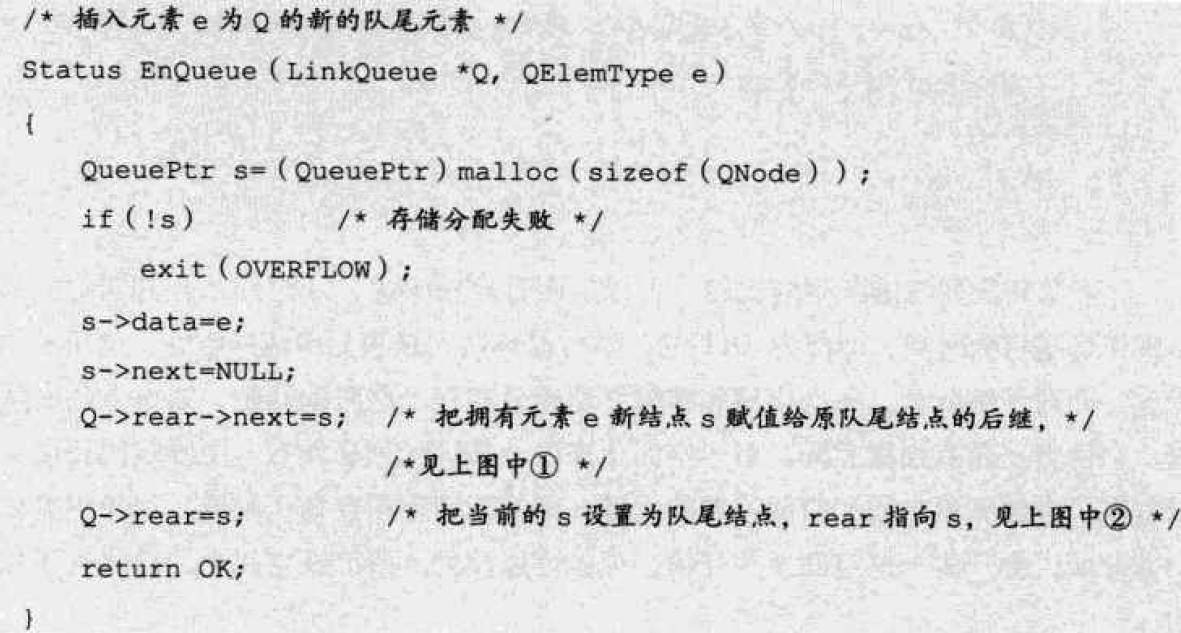 /* 插入元素 e 为 Q 的新的队尾元素 */
Status EnQueue(LinkQueue *Q, QElemType e)
{
QueuePtr s=(QueuePtr)malloc(sizeof(QNode));
if(!s) /* 存储分配失败 */
exit(OVERFLOW);
s->data=e;
s->next=NULL;
Q->rear->next=s; /* 把拥有元素 e 新结点 s 赋值给原队尾结点的后继, */
/*见上图中① */
Q->rear=s; /* 把当前的 s 设置为队尾结点, rear 指向 s, 见上图中② */
return OK;
}